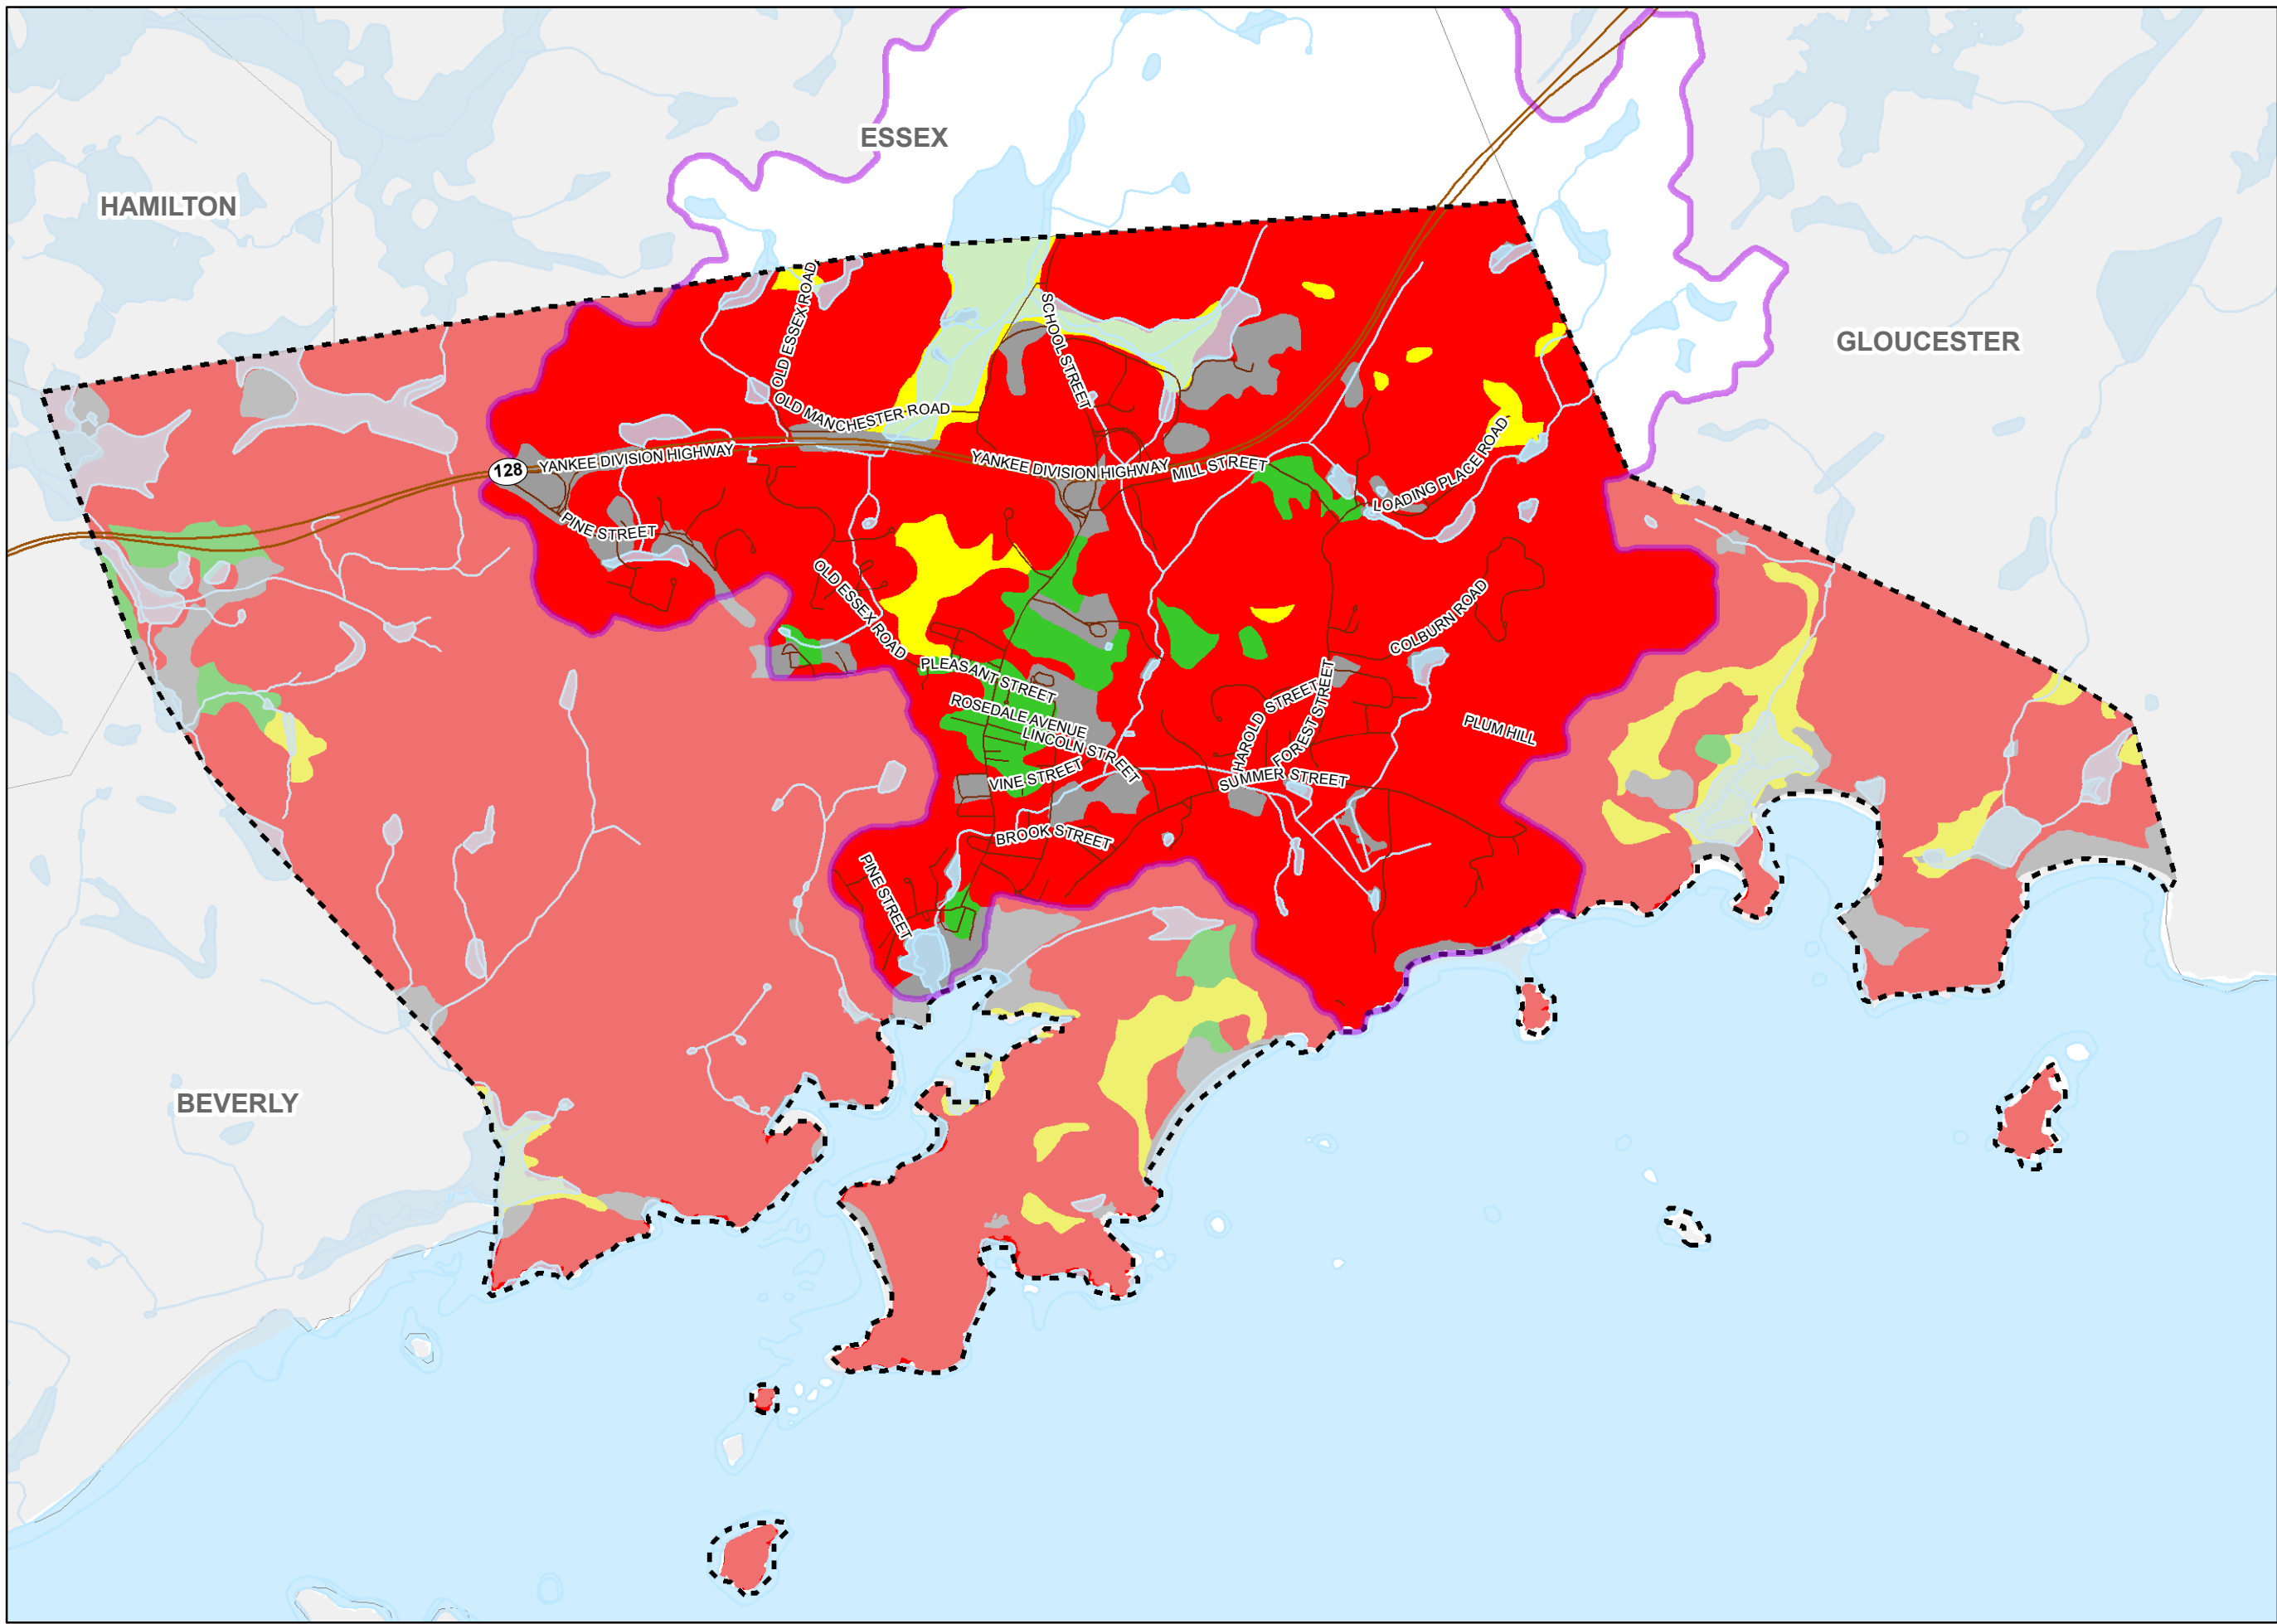 ESSEX
HAMILTON
GLOUCESTER
OLD ESSEX ROAD
SCHOOL STREET
OLD MANCHESTER ROAD
128
YANKEE DIVISION HIGHWAY
YANKEE DIVISION HIGHWAY
MILL STREET
LOADING PLACE ROAD
PINE STREET
OLD ESSEX ROAD
COLBURN ROAD
PLEASANT STREET
ROSEDALE AVENUE
LINCOLN STREET
HAROLD STREET
FOREST STREET
PLUM HILL
VINE STREET
SUMMER STREET
BROOK STREET
PINE STREET
BEVERLY